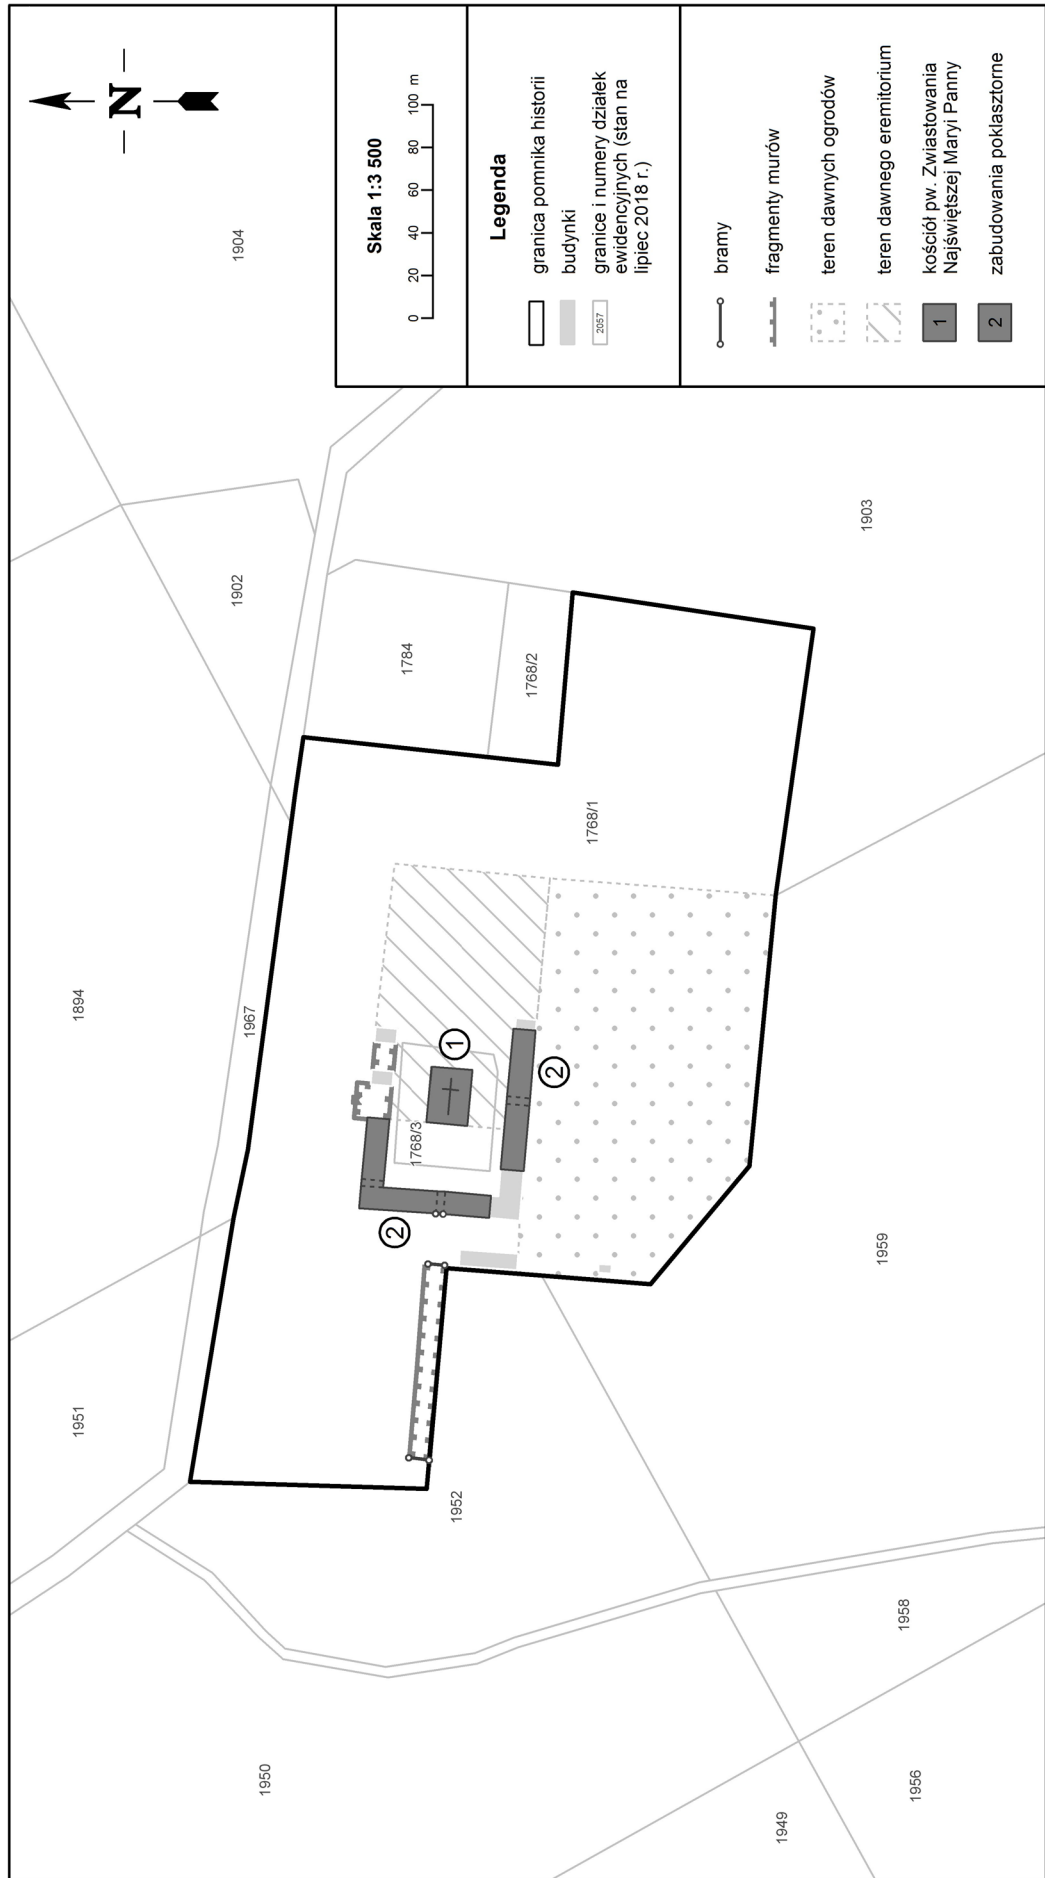 N
Skala 1:3 500
0 20 40 60 80 100 m
Legenda
granica pomnika historii
budynki
2057
granice i numery działek
ewidencyjnych (stan na
lipiec 2018 r.)
bramy
fragmenty murów
teren dawnych ogrodów
teren dawnego eremitorium
1
kościół pw. Zwiastowania
Najświętszej Maryi Panny
2
zabudowania poklasztorne
1894
1951
1902
1904
1967
1950
1784
1768/3
1
2
2
1768/2
1952
1768/1
1949
1903
1959
1958
1956